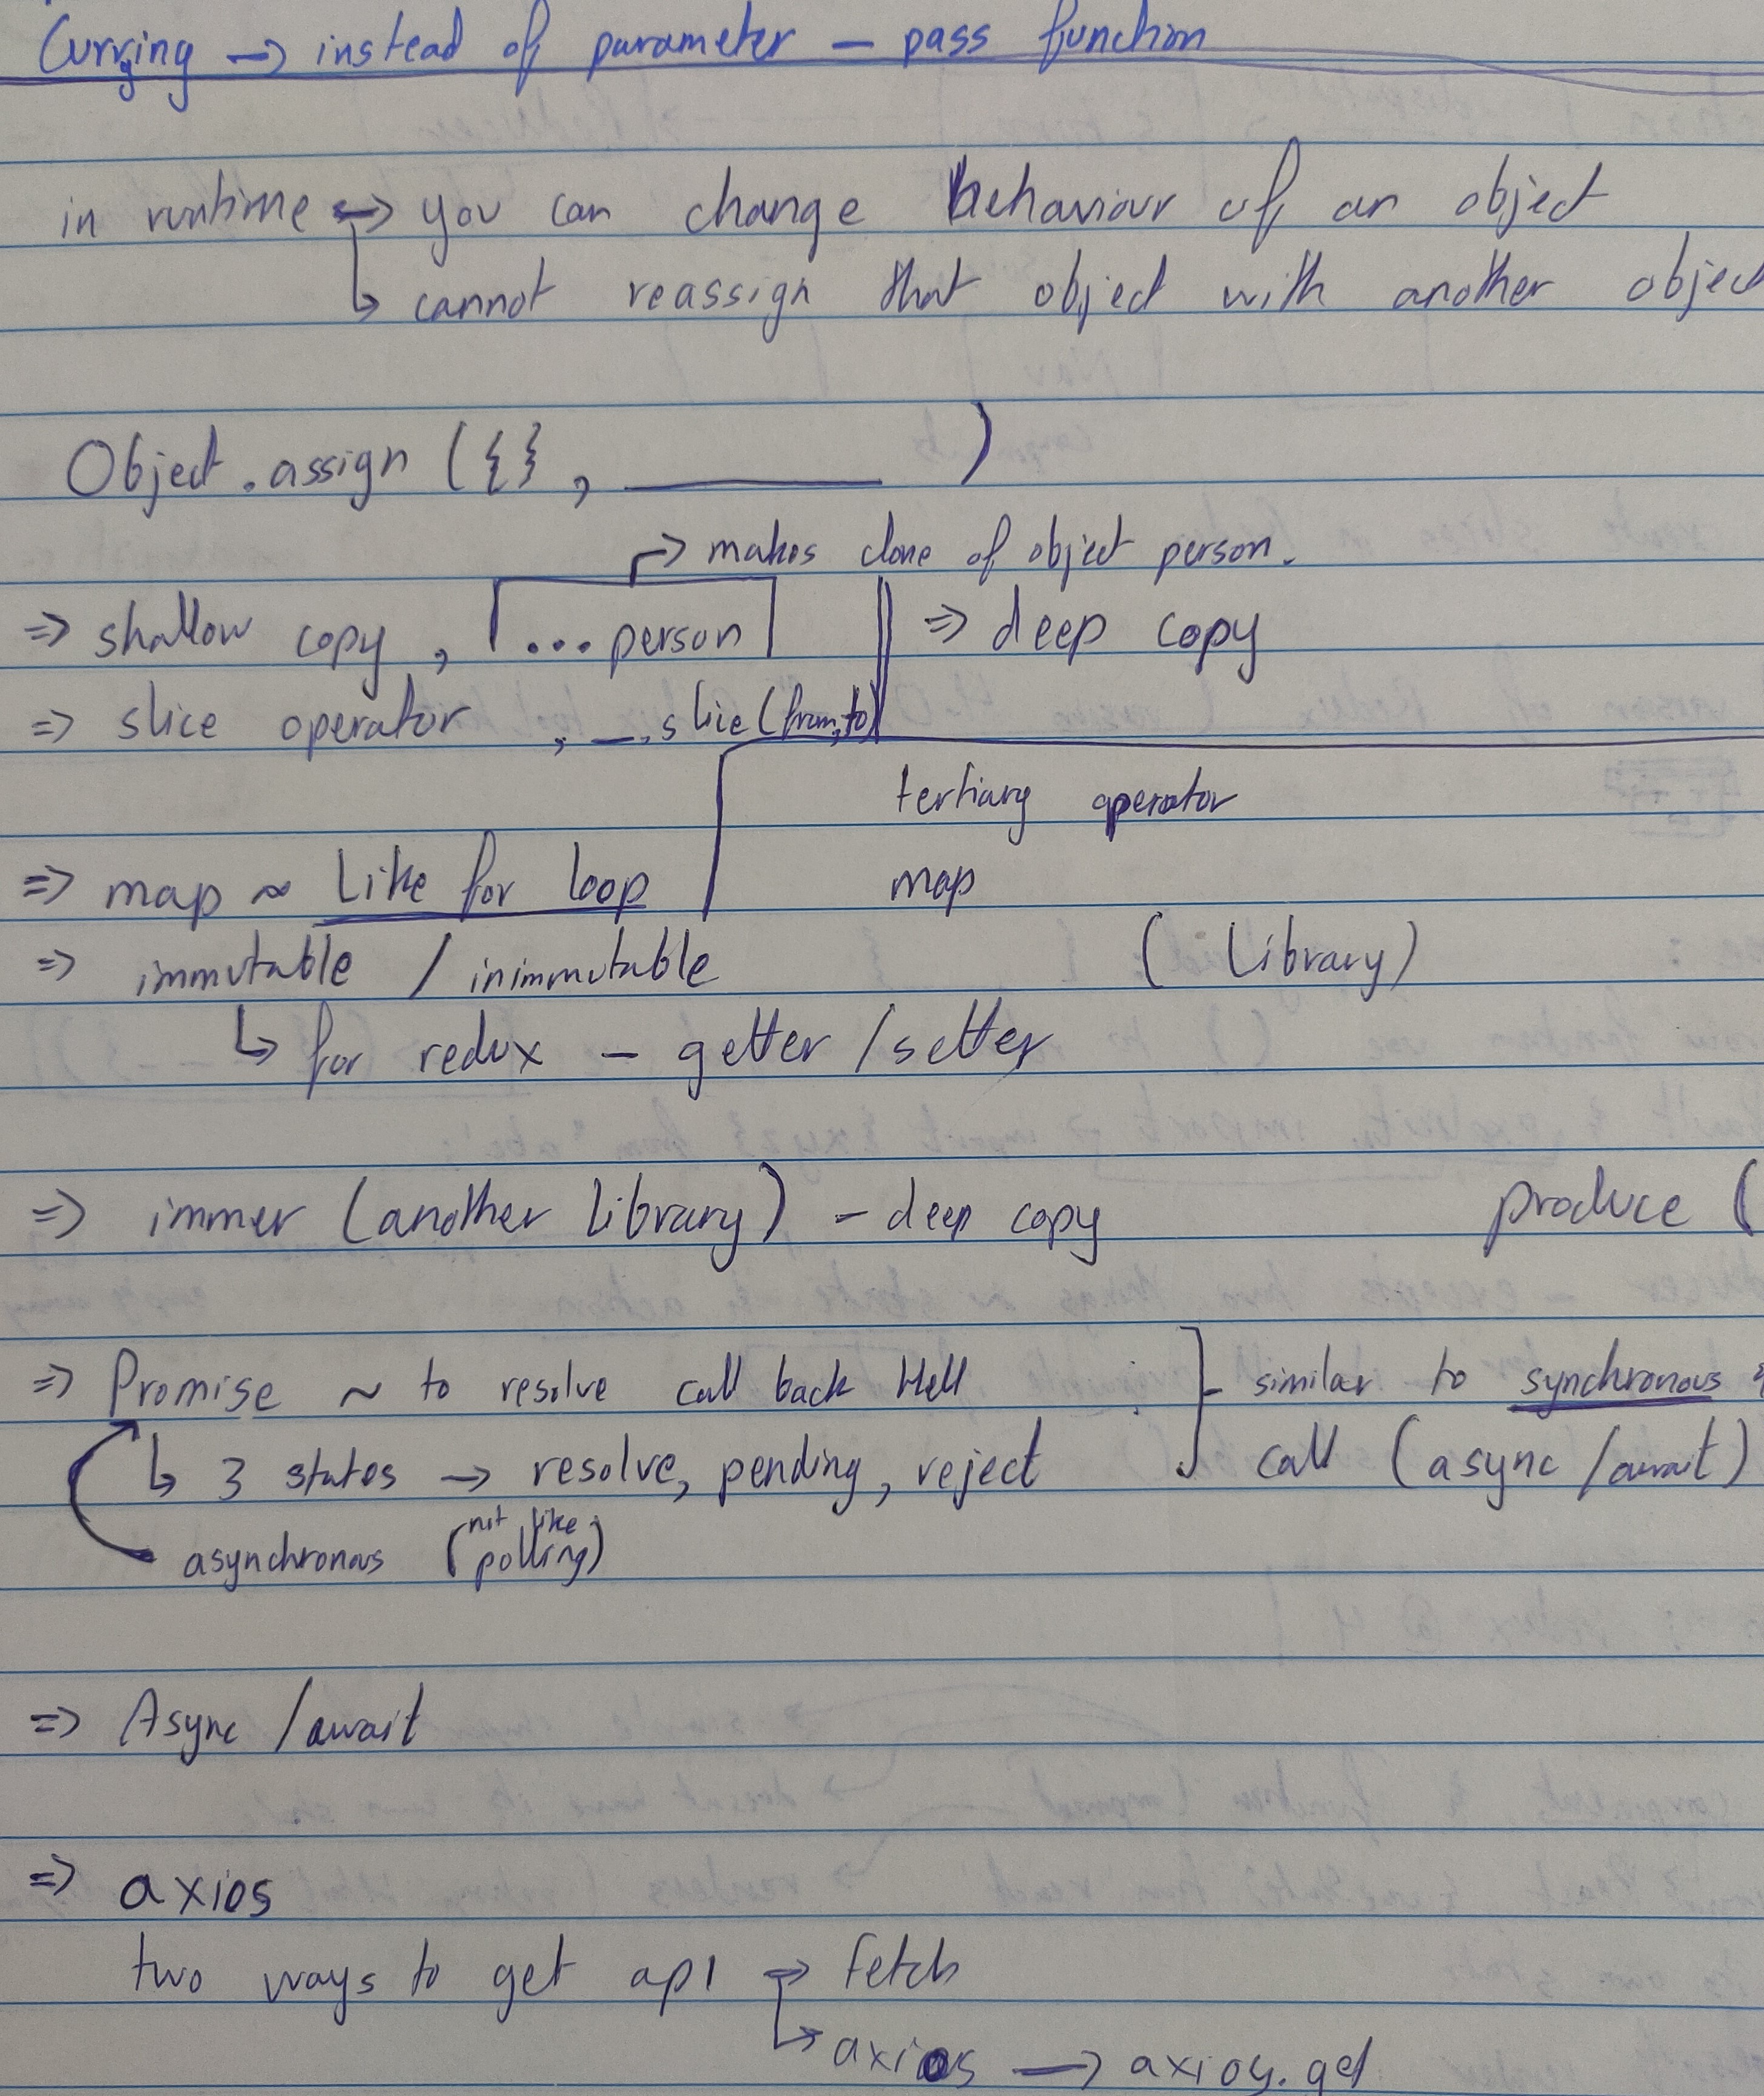 Currying → instead of parameter – pass function
in runtime → you can change behaviour of an object
↳ cannot reassign that object with another object
Object.assign ({}, ________ )
→ makes clone of object person.
⇒ shallow copy, ...person ⇒ deep copy
⇒ slice operator, _.slice(from,to)
tertiary operator
⇒ map ~ Like for loop map
⇒ immutable / inimmutable (Library)
↳ for redux – getter/setter
⇒ immer (another library) – deep copy produce (
⇒ Promise ~ to resolve call back Hell } similar to synchronous
↳ 3 states → resolve, pending, reject call (async/await)
asynchronous (not like polling)
⇒ Async/await
⇒ axios
two ways to get api ⇒ fetch
↳ axios → axios.get